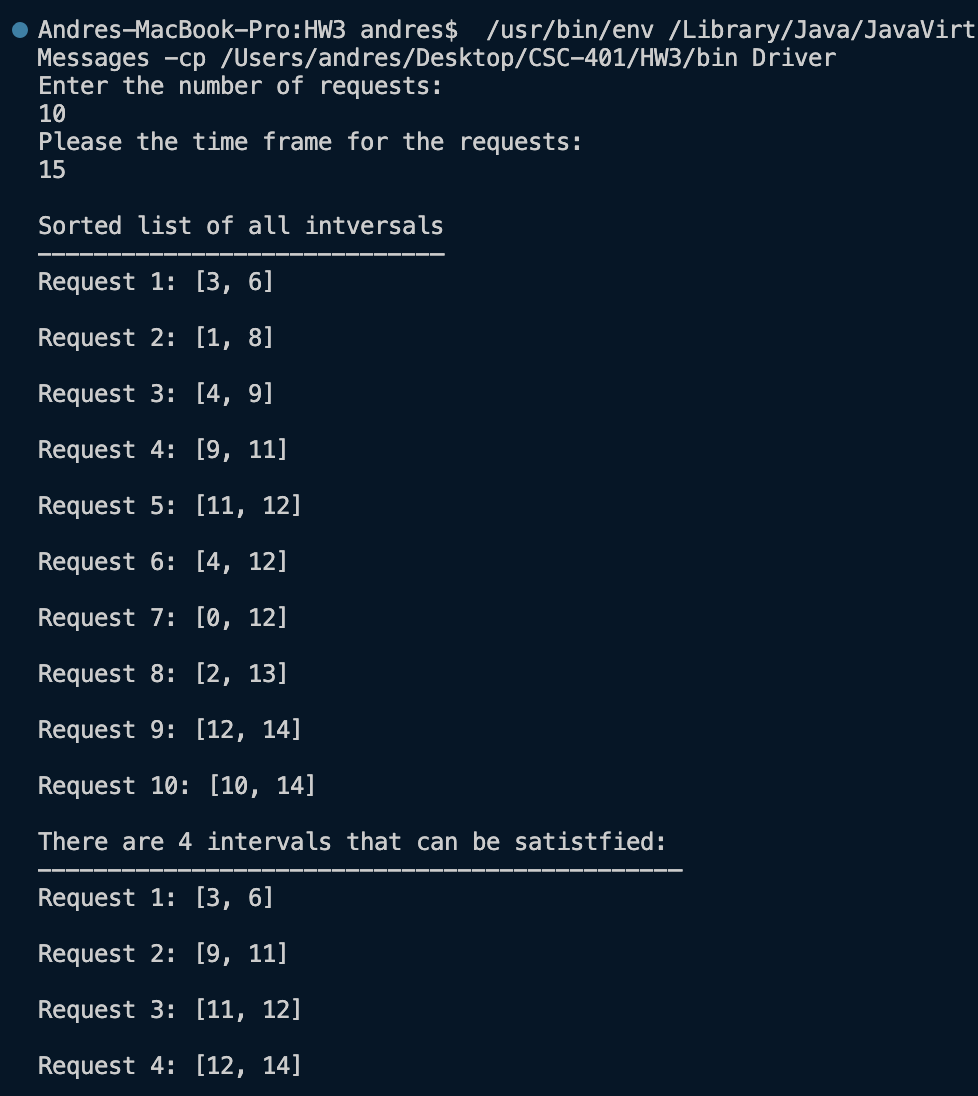 Andres-MacBook-Pro:HW3 andres$  /usr/bin/env /Library/Java/JavaVirt
Messages -cp /Users/andres/Desktop/CSC-401/HW3/bin Driver
Enter the number of requests:
10
Please the time frame for the requests:
15
Sorted list of all intversals
-----------------------------
Request 1: [3, 6]
Request 2: [1, 8]
Request 3: [4, 9]
Request 4: [9, 11]
Request 5: [11, 12]
Request 6: [4, 12]
Request 7: [0, 12]
Request 8: [2, 13]
Request 9: [12, 14]
Request 10: [10, 14]
There are 4 intervals that can be satistfied:
----------------------------------------------
Request 1: [3, 6]
Request 2: [9, 11]
Request 3: [11, 12]
Request 4: [12, 14]